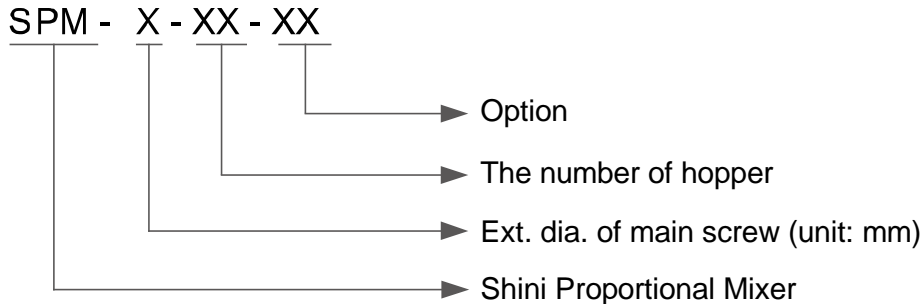 SPM - X - XX - XX
Option
The number of hopper
Ext. dia. of main screw (unit: mm)
Shini Proportional Mixer